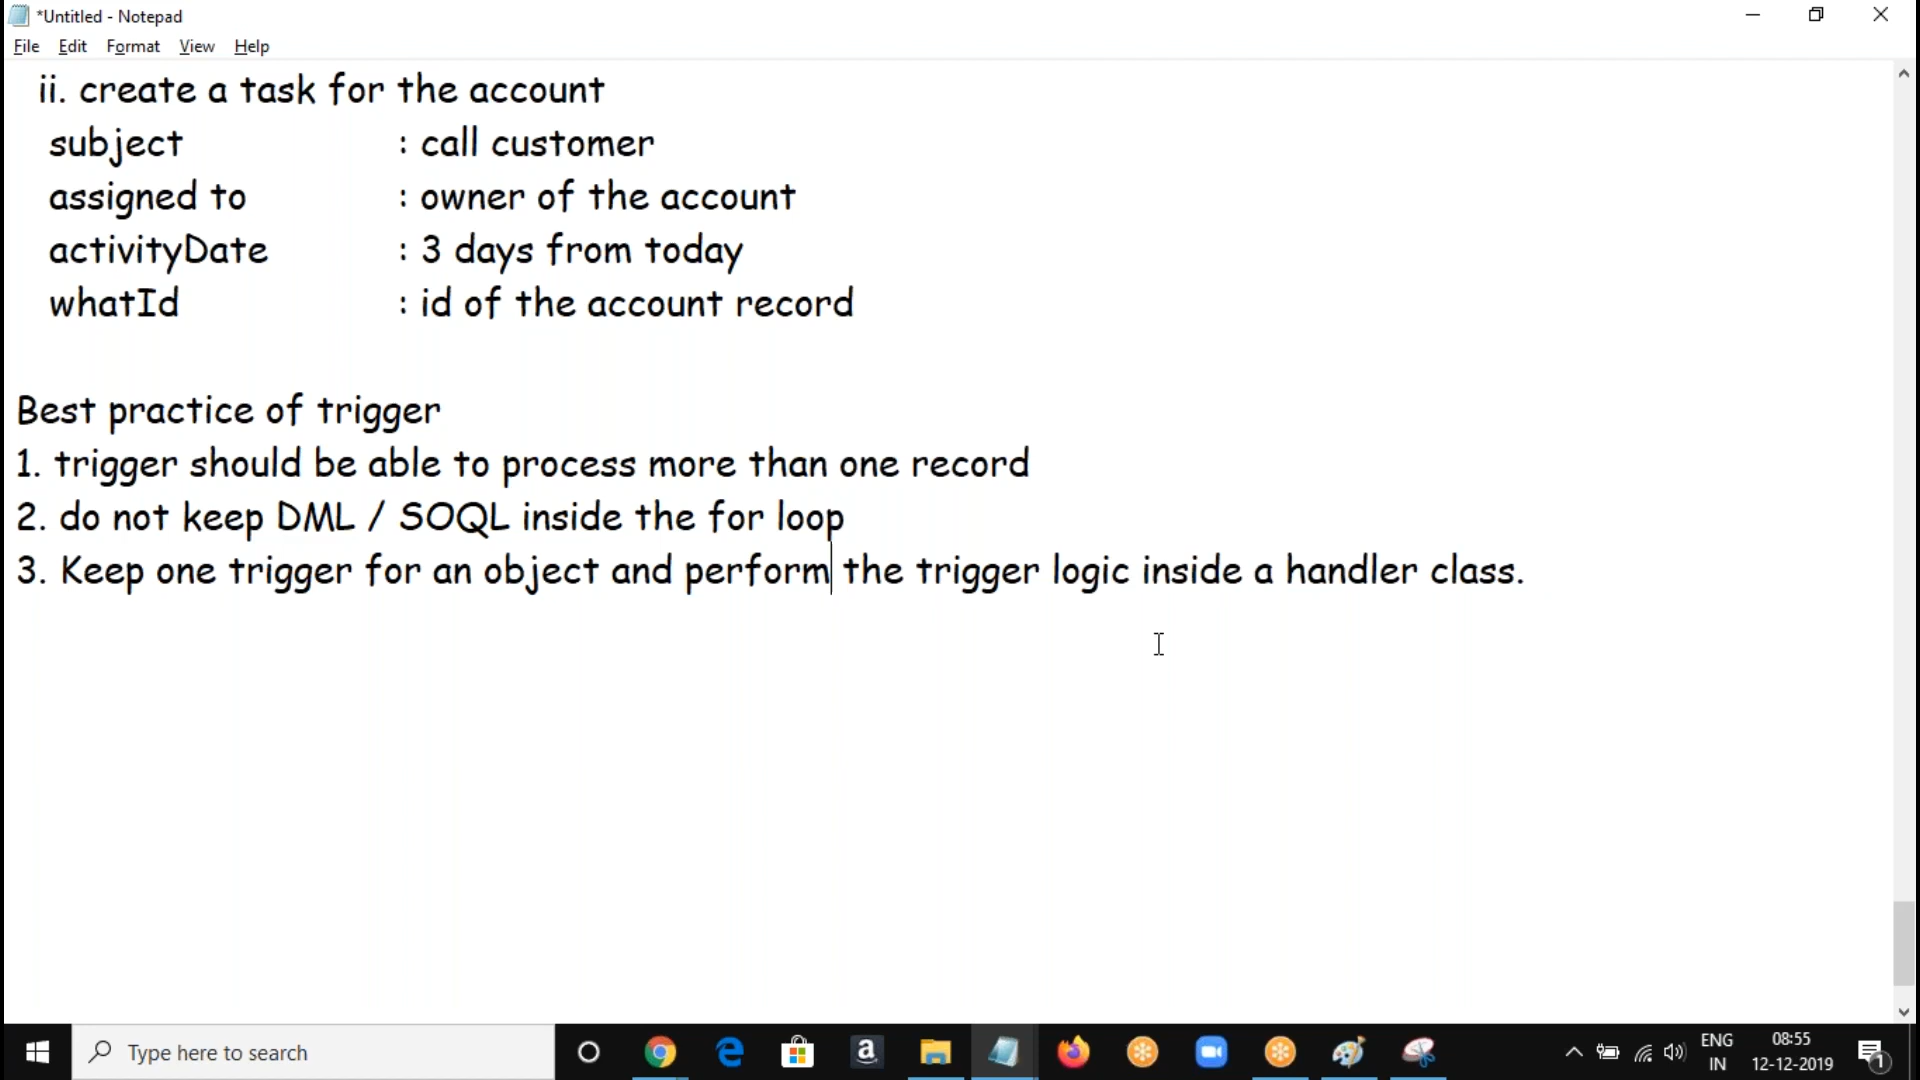 *Untitled - Notepad
File Edit Format View Help
ii. create a task for the account
subject : call customer
assigned to : owner of the account
activityDate : 3 days from today
whatId : id of the account record
Best practice of trigger
1. trigger should be able to process more than one record
2. do not keep DML / SOQL inside the for loop
3. Keep one trigger for an object and perform the trigger logic inside a handler class.
Type here to search
a
ENG
IN
08:55
12-12-2019
1